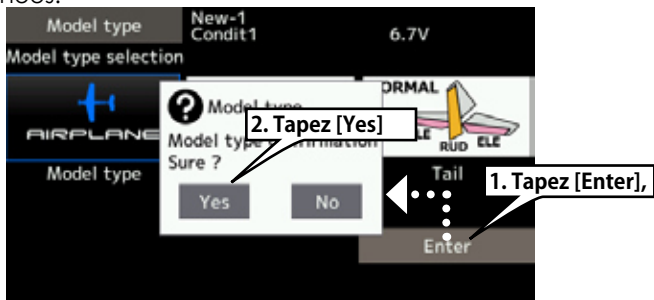 Model type
New-1
Condit1
6.7V
Model type selection
AIRPLANE
Model type
2. Tapez [Yes]
Model type
Sure ?
Yes
No
ORMAL
LE
RUD
ELE
Tail
1. Tapez [Enter],
Enter